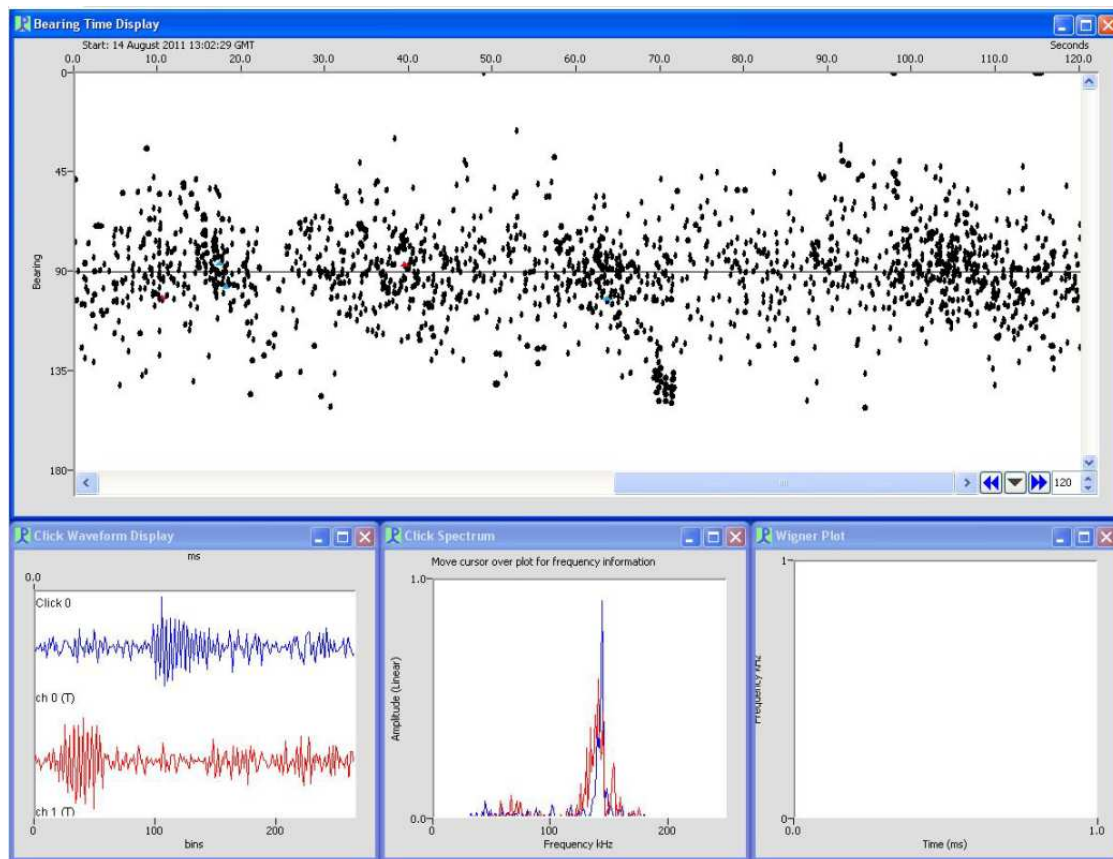 Bearing Time Display
Start: 14 August 2011 13:02:29 GMT
Seconds
0.0 10.0 20.0 30.0 40.0 50.0 60.0 70.0 80.0 90.0 100.0 110.0 120.0
0
45
90
135
180
Bearing
120
Click Waveform Display
ms
0.0
Click 0
ch 0 (T)
ch 1 (T)
0 100 200
bins
Click Spectrum
Move cursor over plot for frequency information
1.0
Amplitude (Linear)
0.0
0 100 200
Frequency kHz
Wigner Plot
1
Frequency kHz
0
0.0 1.0
Time (ms)